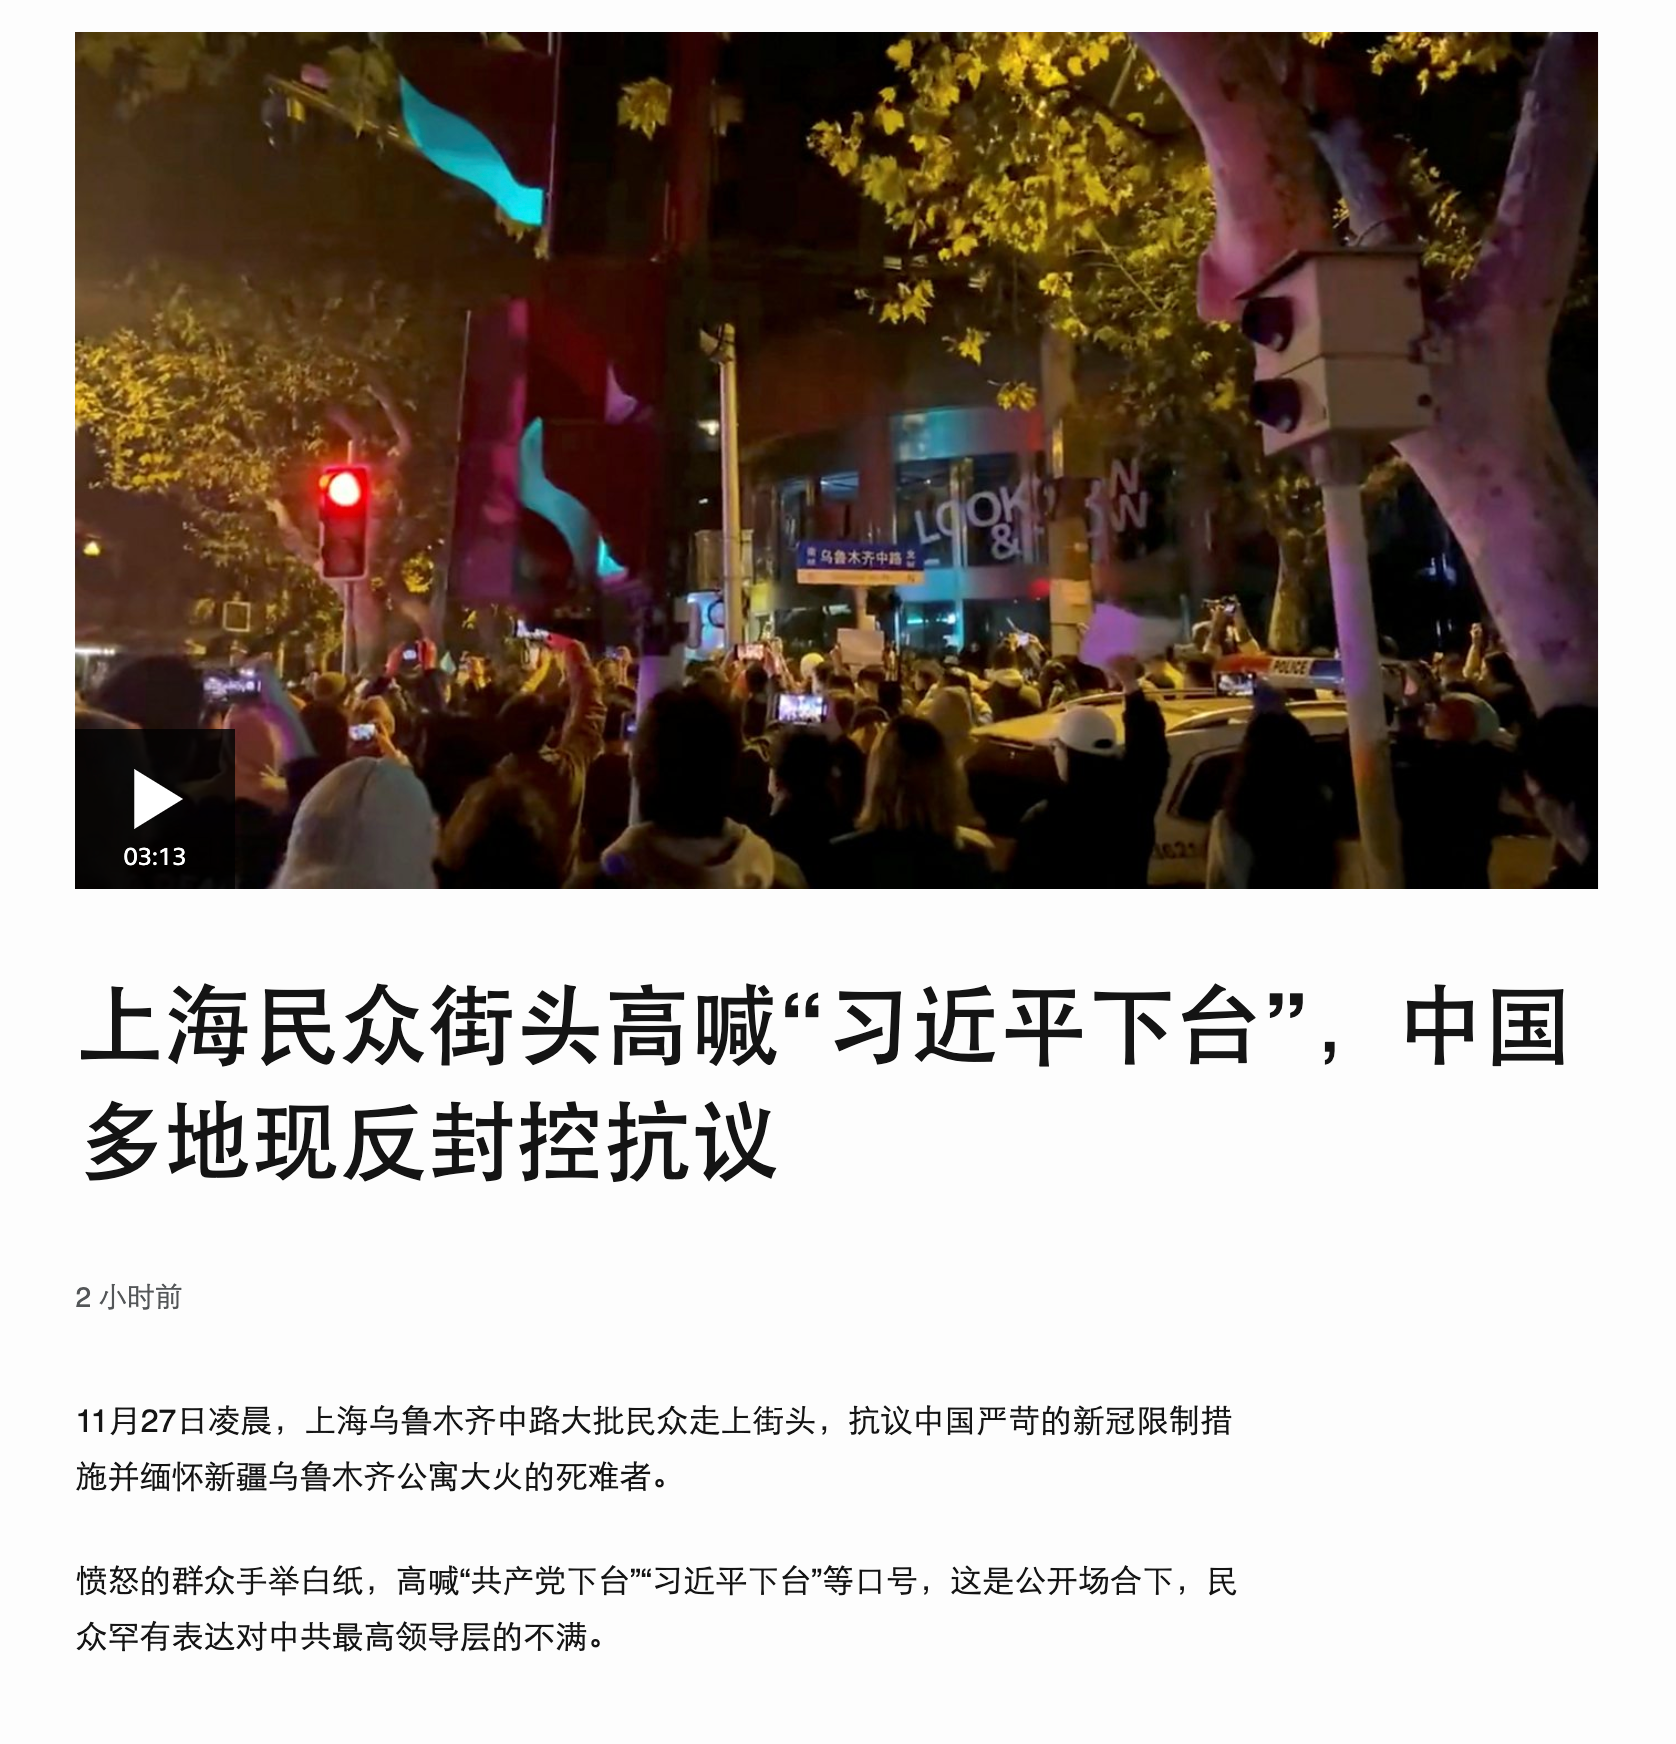 LOOK
&
乌鲁木齐中路
POLICE
03:13
上海民众街头高喊“习近平下台”，中国
多地现反封控抗议
2 小时前
11月27日凌晨，上海乌鲁木齐中路大批民众走上街头，抗议中国严苛的新冠限制措
施并缅怀新疆乌鲁木齐公寓大火的死难者。
愤怒的群众手举白纸，高喊“共产党下台”“习近平下台”等口号，这是公开场合下，民
众罕有表达对中共最高领导层的不满。